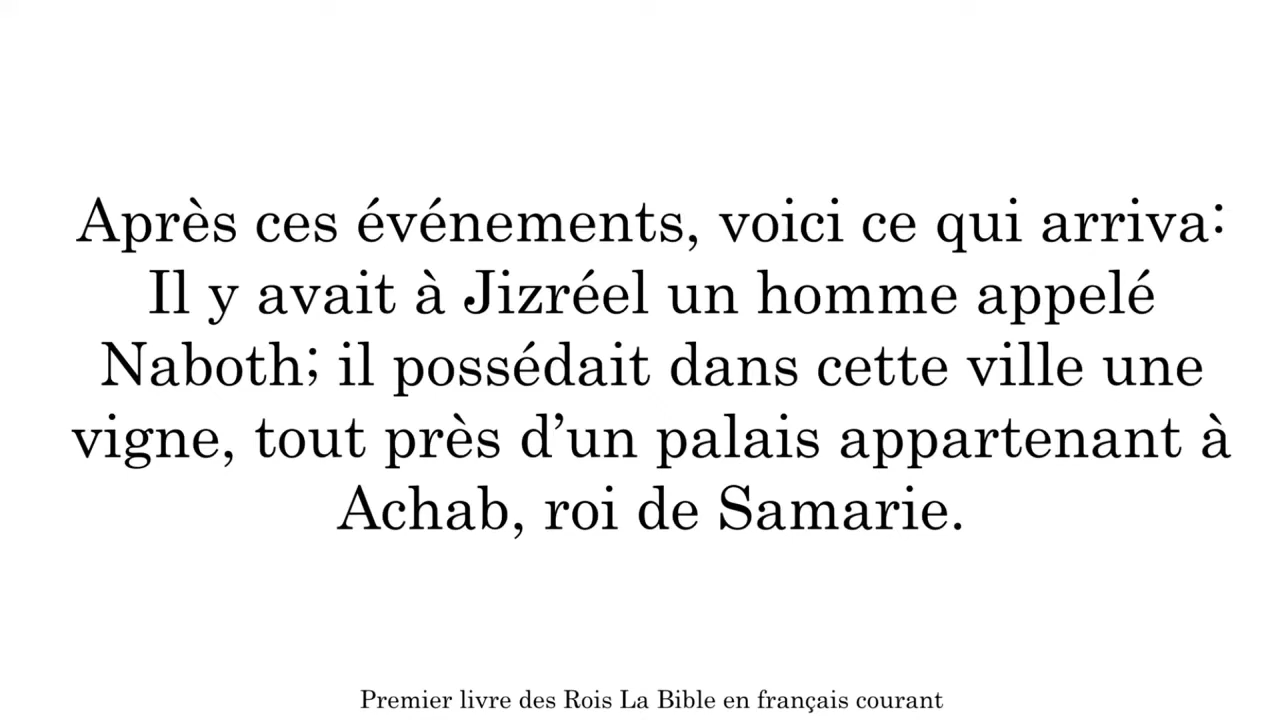 Après ces événements, voici ce qui arriva:
Il y avait à Jizréel un homme appelé
Naboth; il possédait dans cette ville une
vigne, tout près d’un palais appartenant à
Achab, roi de Samarie.
Premier livre des Rois La Bible en français courant